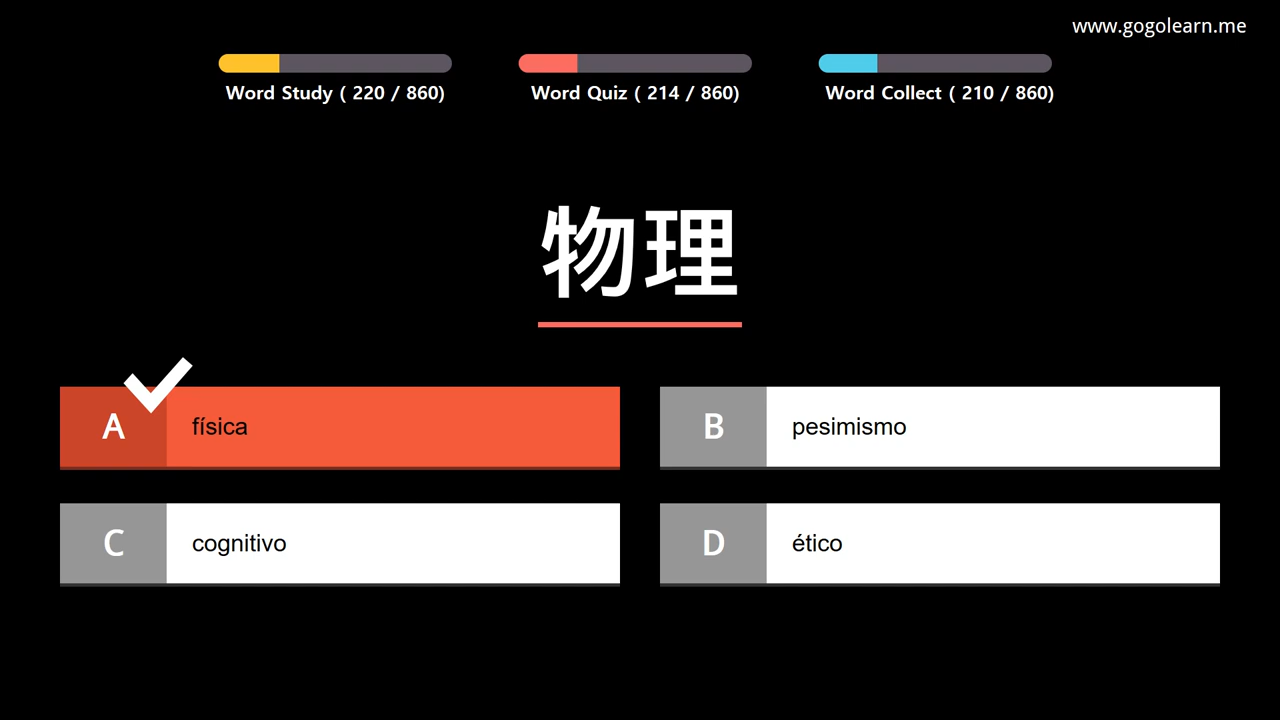 www.gogolearn.me
Word Study ( 220 / 860)
Word Quiz ( 214 / 860)
Word Collect ( 210 / 860)
物理
A
física
B
pesimismo
C
cognitivo
D
ético